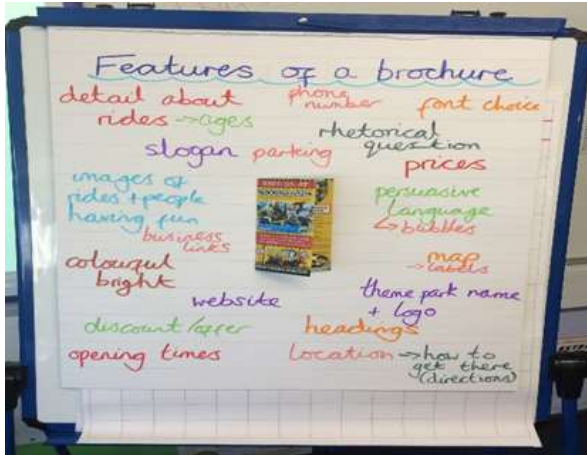 Features of a brochure
detail about
rides → ages
phone
number
font choice
rhetorical
question
slogan
parking
prices
images of
rides + people
having fun
persuasive
language
↳ bubbles
business
links
map
→ labels
colourful
bright
website
theme park name
+ logo
discount/offer
headings
opening times
location → how to
get there
(directions)